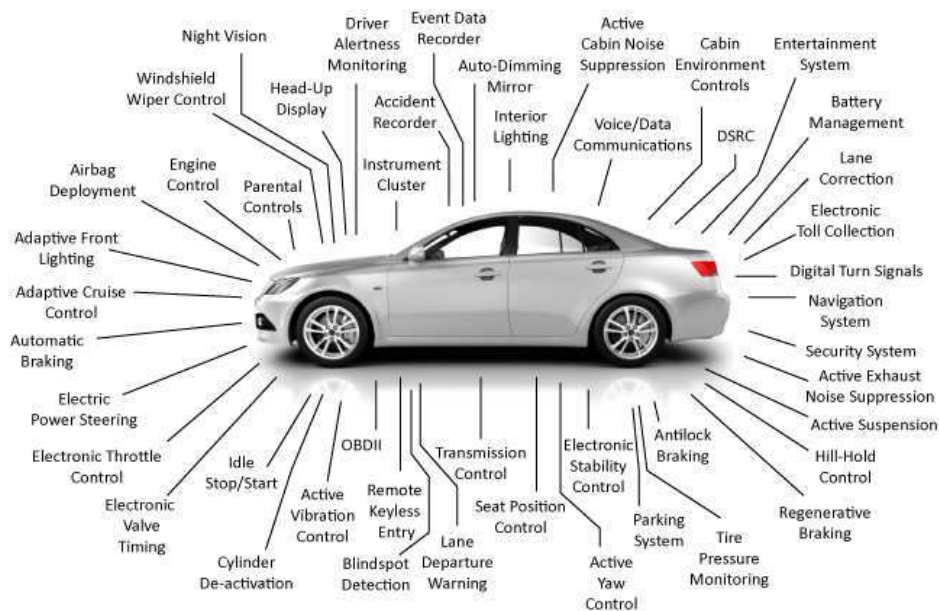 Night Vision
Windshield
Wiper Control
Head-Up
Display
Driver
Alertness
Monitoring
Event Data
Recorder
Accident
Recorder
Auto-Dimming
Mirror
Active
Cabin Noise
Suppression
Interior
Lighting
Cabin
Environment
Controls
Voice/Data
Communications
DSRC
Entertainment
System
Battery
Management
Lane
Correction
Electronic
Toll Collection
Digital Turn Signals
Navigation
System
Security System
Active Exhaust
Noise Suppression
Active Suspension
Hill-Hold
Control
Regenerative
Braking
Antilock
Braking
Tire
Pressure
Monitoring
Parking
System
Electronic
Stability
Control
Active
Yaw
Control
Seat Position
Control
Transmission
Control
Lane
Departure
Warning
Blindspot
Detection
Remote
Keyless
Entry
OBDII
Active
Vibration
Control
Cylinder
De-activation
Idle
Stop/Start
Electronic
Valve
Timing
Electronic Throttle
Control
Electric
Power Steering
Automatic
Braking
Adaptive Cruise
Control
Adaptive Front
Lighting
Airbag
Deployment
Engine
Control
Parental
Controls
Instrument
Cluster